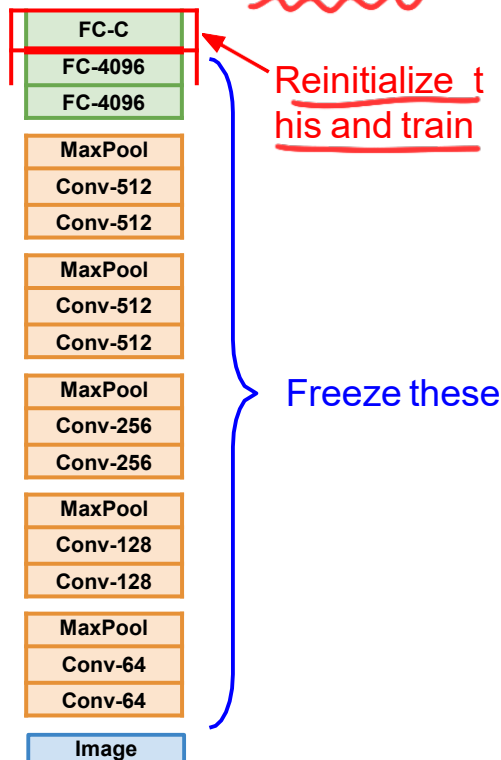 FC-C
FC-4096
FC-4096
Reinitialize t
his and train
MaxPool
Conv-512
Conv-512
MaxPool
Conv-512
Conv-512
MaxPool
Conv-256
Conv-256
Freeze these
MaxPool
Conv-128
Conv-128
MaxPool
Conv-64
Conv-64
Image